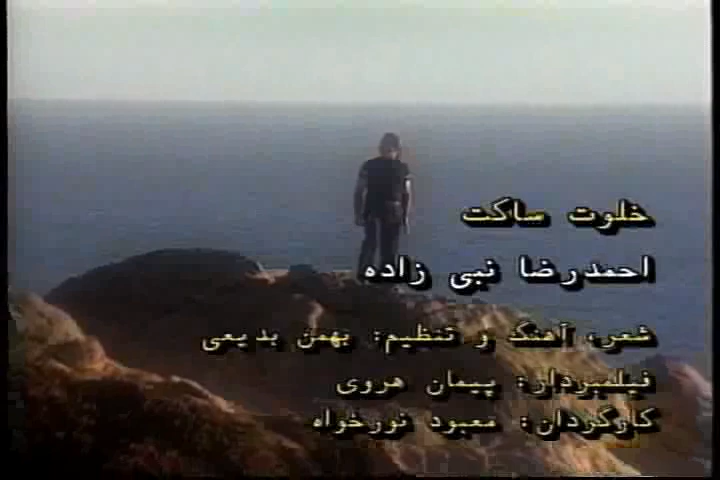 خلوت ساکت
احمدرضا نبی زاده
شعر، آهنگ و تنظیم: بهمن بدیعی
فیلمبردار: پیمان هروی
کارگردان: معبود نورخواه